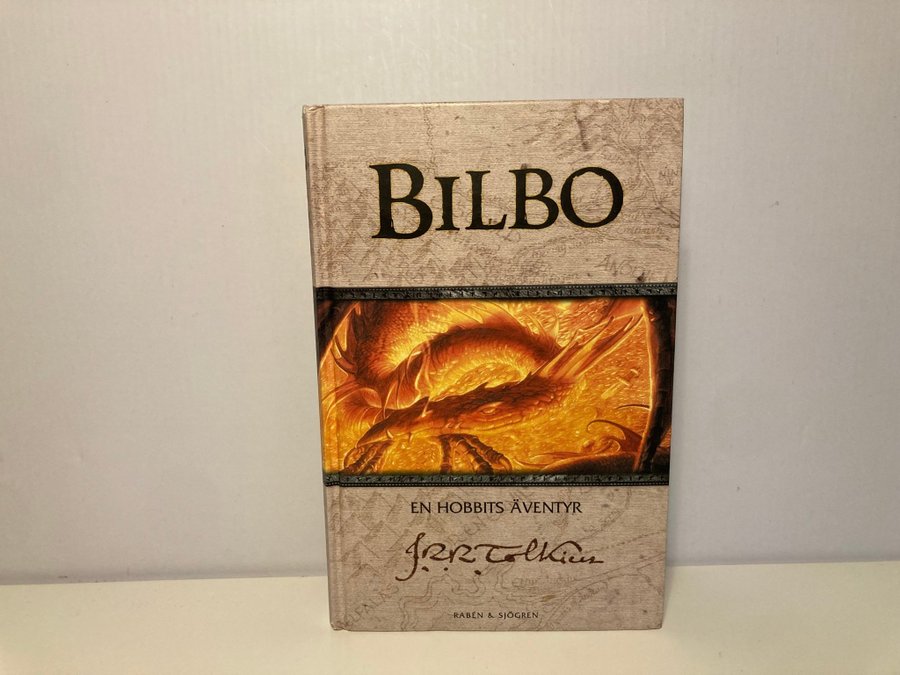 BILBO
EN HOBBITS ÄVENTYR
J.R.R. Tolkien
RABÉN & SJÖGREN